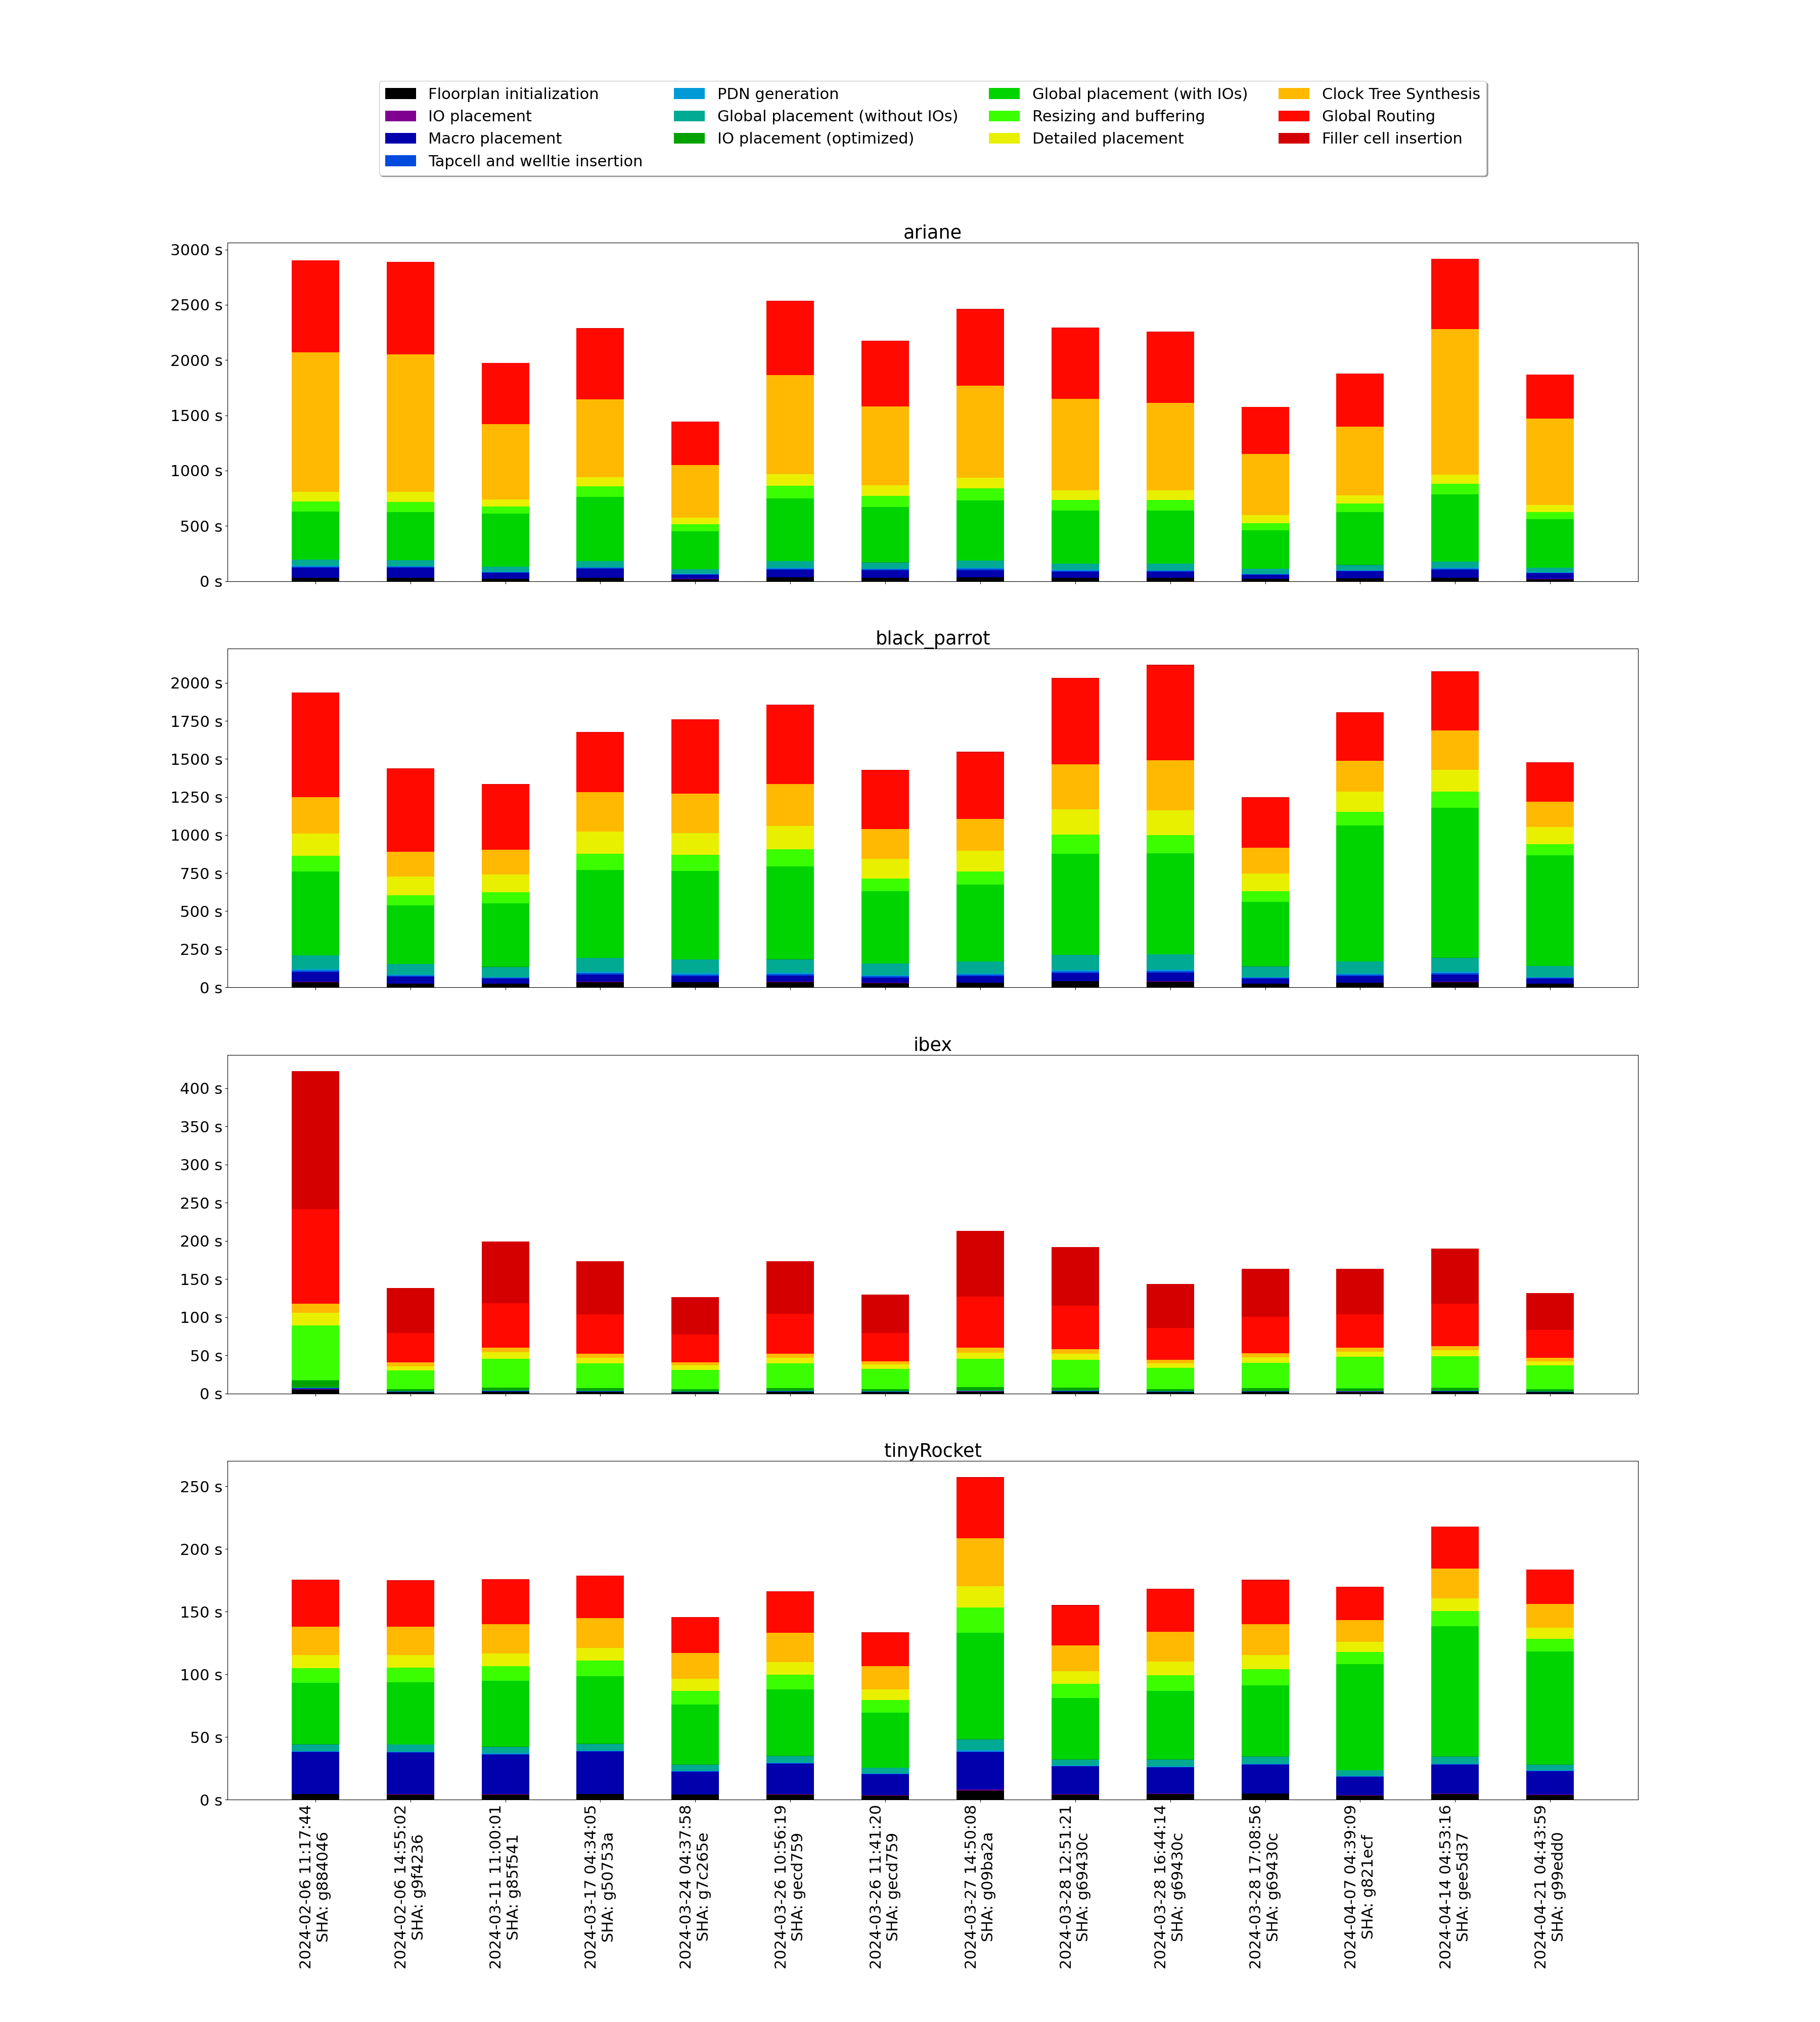 Floorplan initialization
IO placement
Macro placement
Tapcell and welltie insertion
PDN generation
Global placement (without IOs)
IO placement (optimized)
Global placement (with IOs)
Resizing and buffering
Detailed placement
Clock Tree Synthesis
Global Routing
Filler cell insertion
ariane
3000 s
2500 s
2000 s
1500 s
1000 s
500 s
0 s
black_parrot
2000 s
1750 s
1500 s
1250 s
1000 s
750 s
500 s
250 s
0 s
ibex
400 s
350 s
300 s
250 s
200 s
150 s
100 s
50 s
0 s
tinyRocket
250 s
200 s
150 s
100 s
50 s
0 s
2024-02-06 11:17:44
SHA: g884046
2024-02-06 14:55:02
SHA: g9f4236
2024-03-11 11:00:01
SHA: g85f541
2024-03-17 04:34:05
SHA: g50753a
2024-03-24 04:37:58
SHA: g7c265e
2024-03-26 10:56:19
SHA: gecd759
2024-03-26 11:41:20
SHA: gecd759
2024-03-27 14:50:08
SHA: g09ba2a
2024-03-28 12:51:21
SHA: g69430c
2024-03-28 16:44:14
SHA: g69430c
2024-03-28 17:08:56
SHA: g69430c
2024-04-07 04:39:09
SHA: g821ecf
2024-04-14 04:53:16
SHA: gee5d37
2024-04-21 04:43:59
SHA: g99edd0